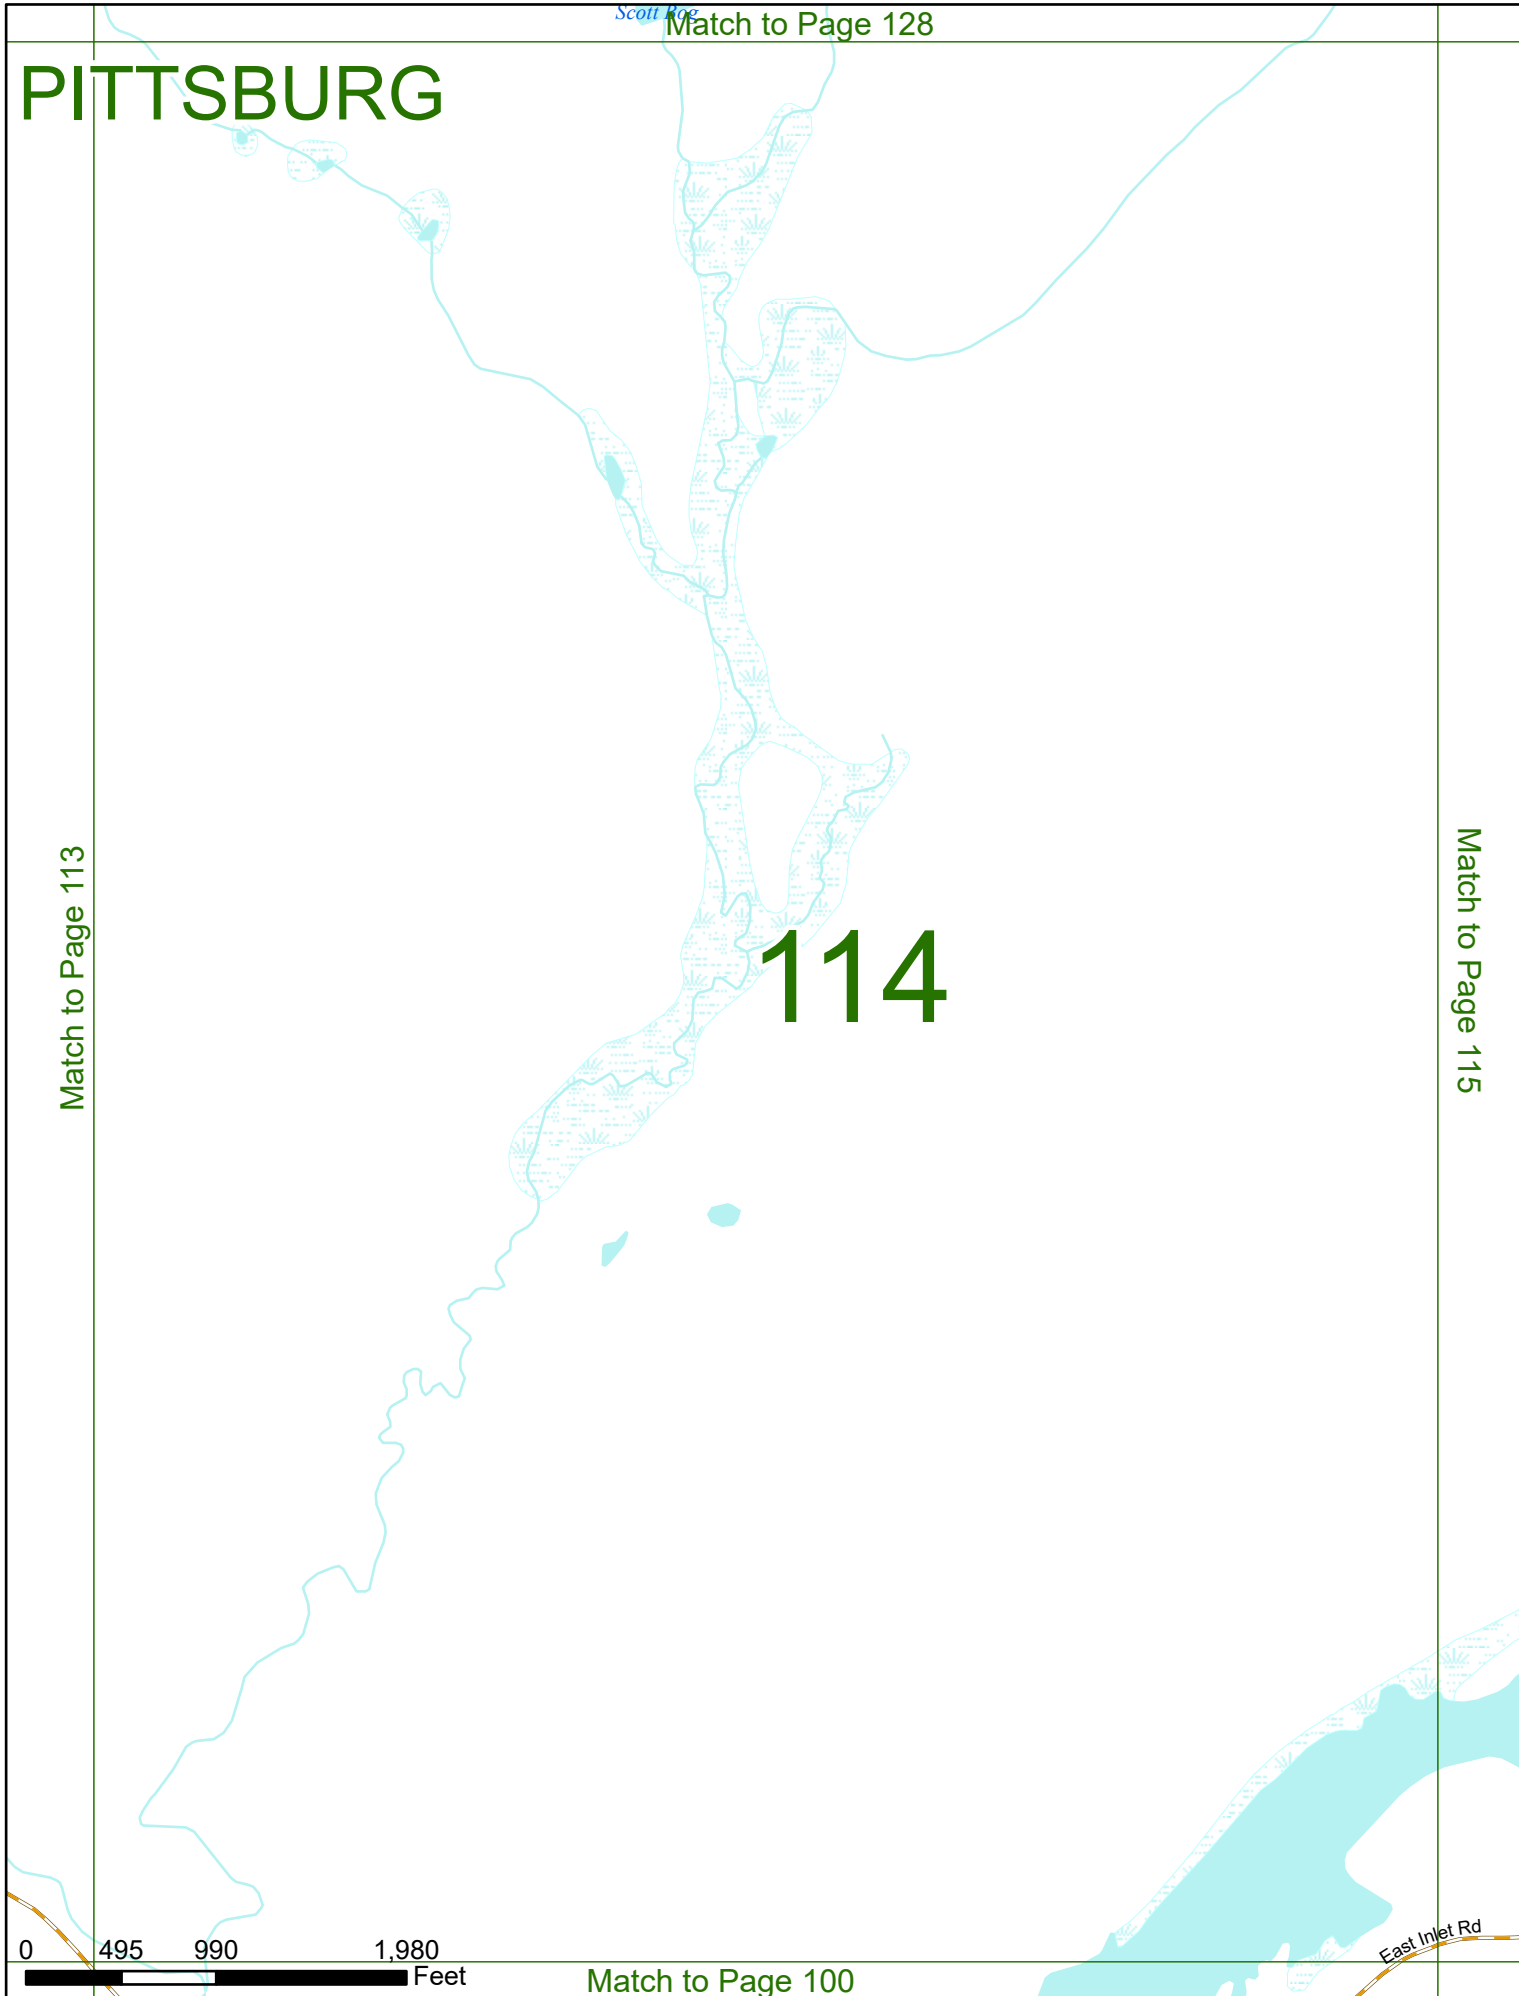 Scott Bog
Match to Page 128
PITTSBURG
Match to Page 113
114
Match to Page 115
East Inlet Rd
0 495 990 1,980
Feet
Match to Page 100